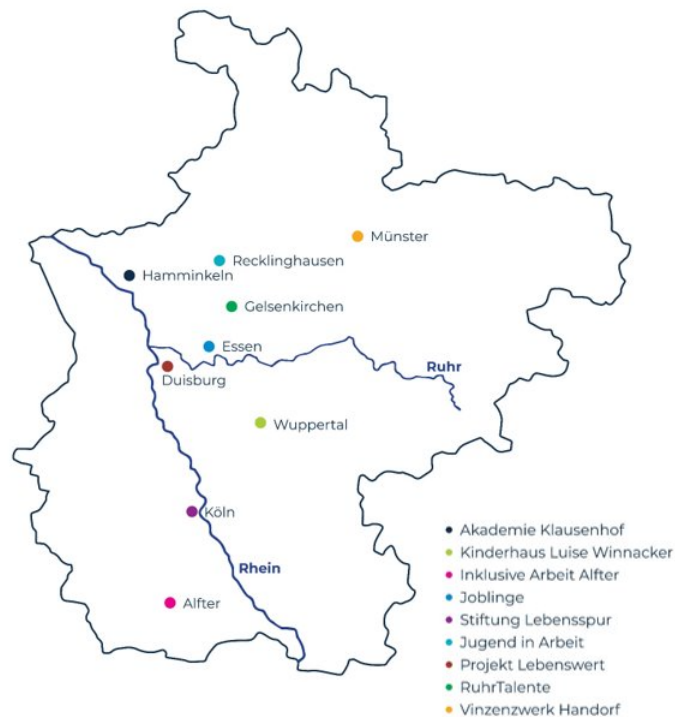 Münster
Recklinghausen
Hamminkeln
Gelsenkirchen
Essen
Ruhr
Duisburg
Wuppertal
Köln
Rhein
Alfter
Akademie Klausenhof
Kinderhaus Luise Winnacker
Inklusive Arbeit Alfter
Joblinge
Stiftung Lebensspur
Jugend in Arbeit
Projekt Lebenswert
RuhrTalente
Vinzenzwerk Handorf